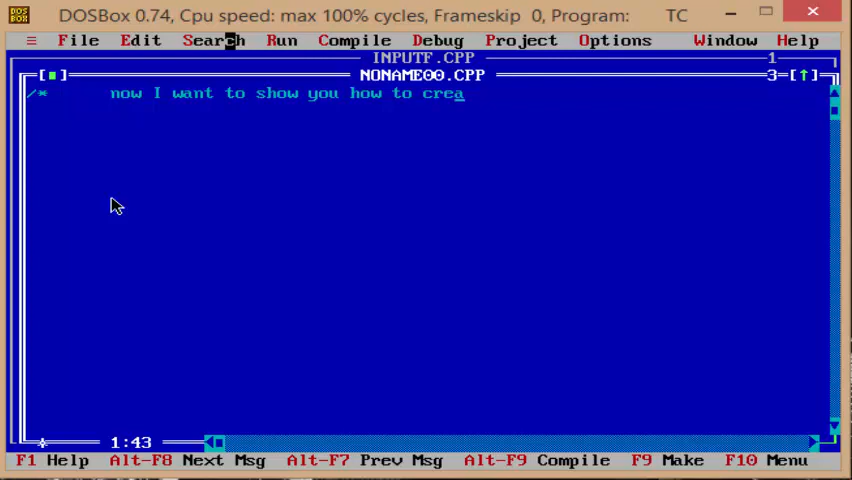 DOS BOX DOSBox 0.74, Cpu speed: max 100% cycles, Frameskip 0, Program: TC
≡ File Edit Search Run Compile Debug Project Options Window Help
INPUTF.CPP 1
[■] NONAME00.CPP 3=[↑]
/* now I want to show you how to crea
* 1:43
F1 Help Alt-F8 Next Msg Alt-F7 Prev Msg Alt-F9 Compile F9 Make F10 Menu